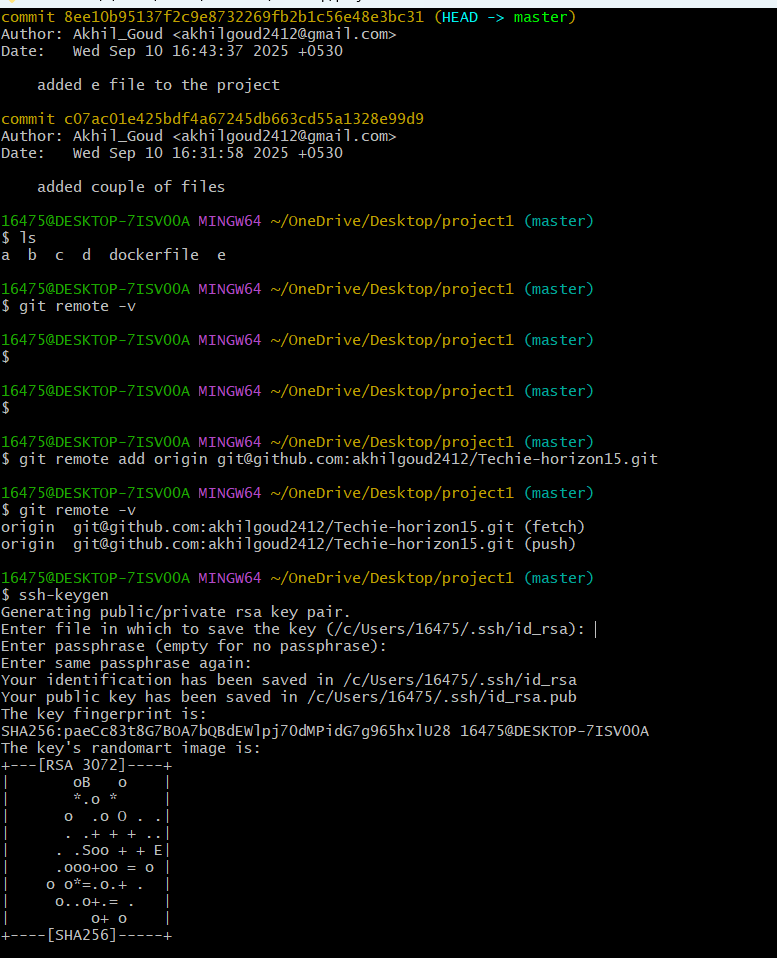 commit 8ee10b95137f2c9e8732269fb2b1c56e48e3bc31 (HEAD -> master)
Author: Akhil_Goud <akhilgoud2412@gmail.com>
Date:   Wed Sep 10 16:43:37 2025 +0530
    added e file to the project
commit c07ac01e425bdf4a67245db663cd55a1328e99d9
Author: Akhil_Goud <akhilgoud2412@gmail.com>
Date:   Wed Sep 10 16:31:58 2025 +0530
    added couple of files
16475@DESKTOP-7ISV00A MINGW64 ~/OneDrive/Desktop/project1 (master)
$ ls
a  b  c  d  dockerfile  e
16475@DESKTOP-7ISV00A MINGW64 ~/OneDrive/Desktop/project1 (master)
$ git remote -v
16475@DESKTOP-7ISV00A MINGW64 ~/OneDrive/Desktop/project1 (master)
$
16475@DESKTOP-7ISV00A MINGW64 ~/OneDrive/Desktop/project1 (master)
$
16475@DESKTOP-7ISV00A MINGW64 ~/OneDrive/Desktop/project1 (master)
$ git remote add origin git@github.com:akhilgoud2412/Techie-horizon15.git
16475@DESKTOP-7ISV00A MINGW64 ~/OneDrive/Desktop/project1 (master)
$ git remote -v
origin  git@github.com:akhilgoud2412/Techie-horizon15.git (fetch)
origin  git@github.com:akhilgoud2412/Techie-horizon15.git (push)
16475@DESKTOP-7ISV00A MINGW64 ~/OneDrive/Desktop/project1 (master)
$ ssh-keygen
Generating public/private rsa key pair.
Enter file in which to save the key (/c/Users/16475/.ssh/id_rsa):
Enter passphrase (empty for no passphrase):
Enter same passphrase again:
Your identification has been saved in /c/Users/16475/.ssh/id_rsa
Your public key has been saved in /c/Users/16475/.ssh/id_rsa.pub
The key fingerprint is:
SHA256:paeCc83t8G7BOA7bQBdEWlpj7OdMPidG7g965hxlU28 16475@DESKTOP-7ISV00A
The key's randomart image is:
+---[RSA 3072]----+
|       oB   o    |
|       *.o *     |
|      o  .o O . .|
|      . .+ + + ..|
|     . .Soo + + E|
|     .ooo+oo = o |
|    o o*=.o.+ .  |
|     o..o+.= .   |
|         o+ o    |
+----[SHA256]-----+